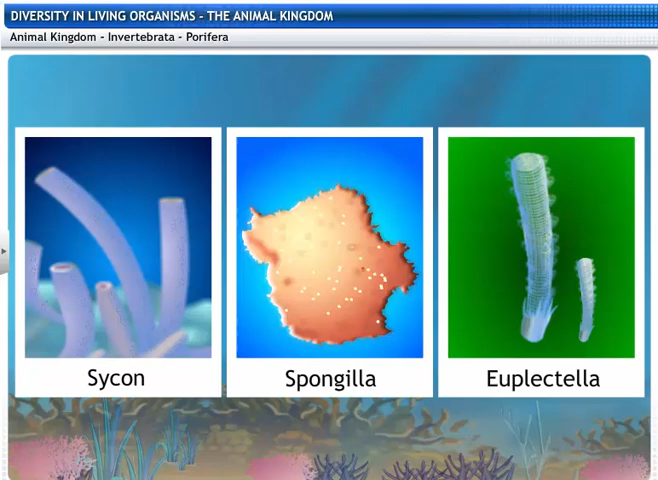 DIVERSITY IN LIVING ORGANISMS - THE ANIMAL KINGDOM
Animal Kingdom - Invertebrata - Porifera
Sycon
Spongilla
Euplectella